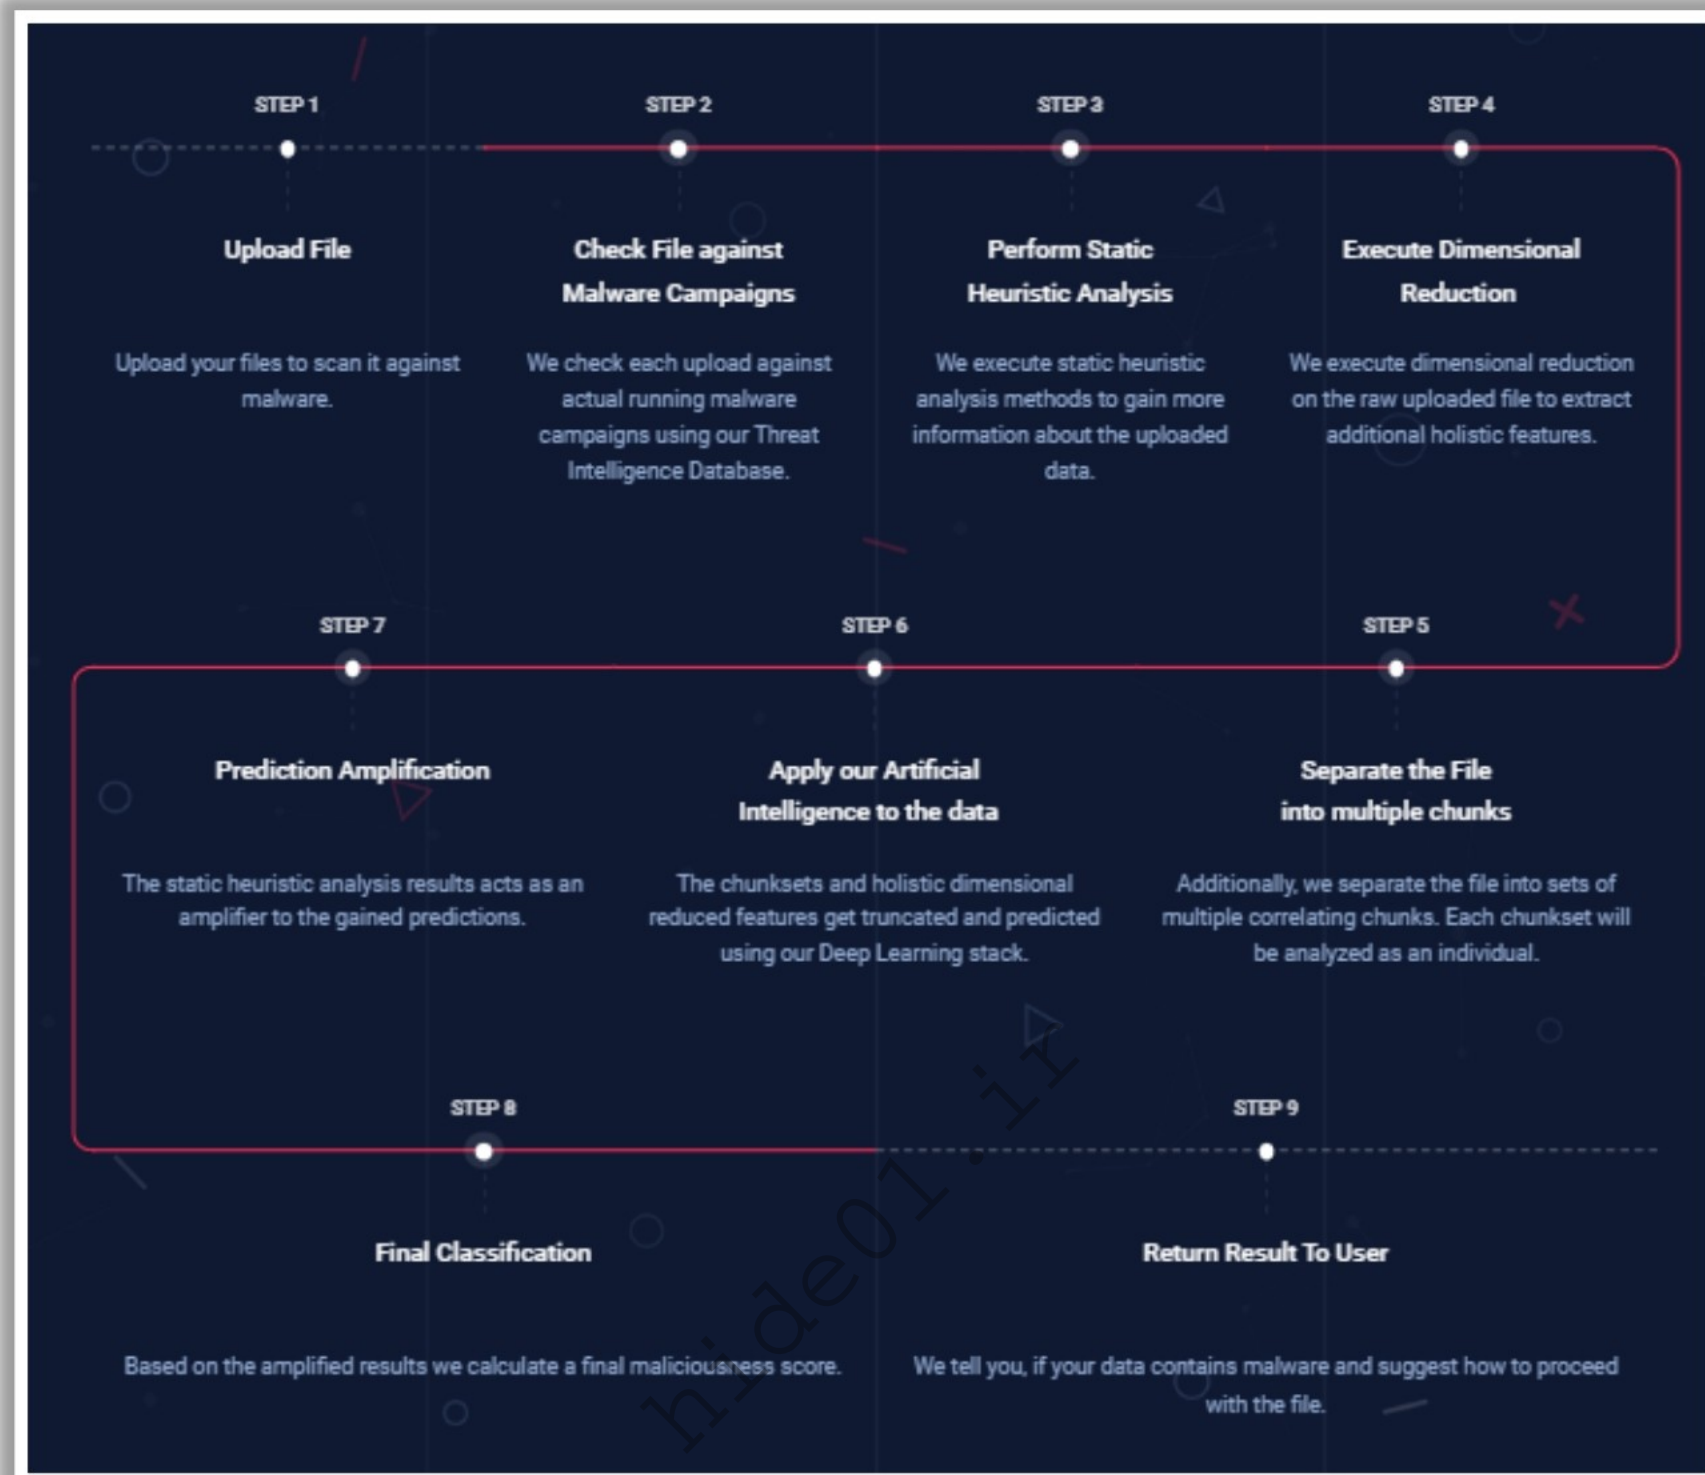 STEP 1
Upload File
Upload your files to scan it against
malware.
STEP 2
Check File against
Malware Campaigns
We check each upload against
actual running malware
campaigns using our Threat
Intelligence Database.
STEP 3
Perform Static
Heuristic Analysis
We execute static heuristic
analysis methods to gain more
information about the uploaded
data.
STEP 4
Execute Dimensional
Reduction
We execute dimensional reduction
on the raw uploaded file to extract
additional holistic features.
STEP 5
Separate the File
into multiple chunks
Additionally, we separate the file into sets of
multiple correlating chunks. Each chunkset will
be analyzed as an individual.
STEP 6
Apply our Artificial
Intelligence to the data
The chunksets and holistic dimensional
reduced features get truncated and predicted
using our Deep Learning stack.
STEP 7
Prediction Amplification
The static heuristic analysis results acts as an
amplifier to the gained predictions.
STEP 8
Final Classification
Based on the amplified results we calculate a final maliciousness score.
STEP 9
Return Result To User
We tell you, if your data contains malware and suggest how to proceed
with the file.
hide01.ir